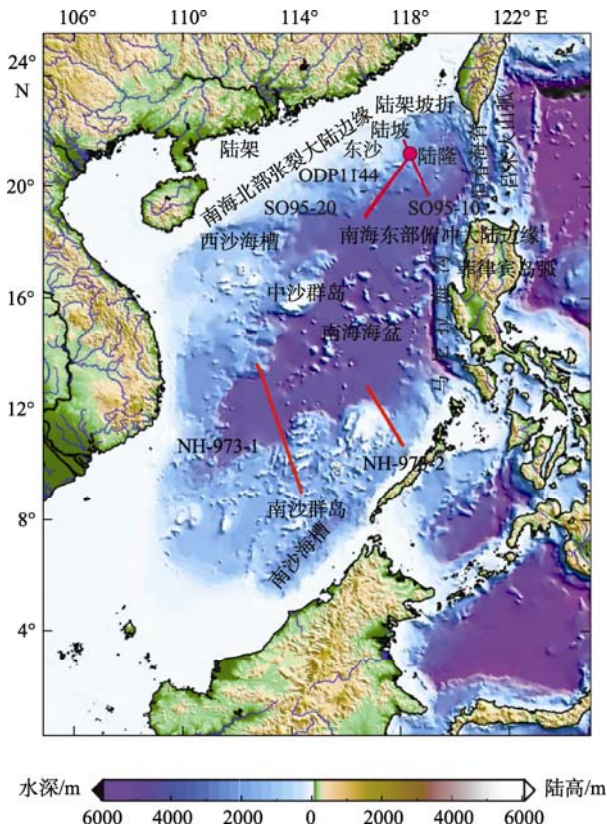 106° 110° 114° 118° 122° E
24°
N
20°
16°
12°
8°
4°
陆架坡折
陆坡
南海北部张裂大陆边缘
陆架
东沙
陆隆
ODP1144
SO95-20
SO95-10
南海东部俯冲大陆边缘
西沙海槽
菲律宾岛弧
中沙群岛
南海海盆
NH-973-1
NH-973-2
南沙群岛
南沙海槽
水深/m
陆高/m
6000 4000 2000 0 2000 4000 6000